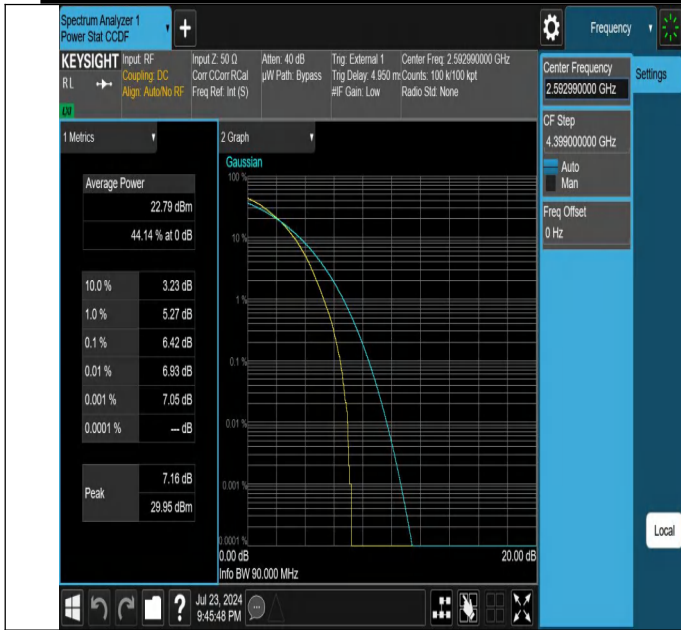 Spectrum Analyzer 1
Power Stat CCDF
+
Frequency
KEYSIGHT
RL
LXI
Input: RF
Coupling: DC
Align: Auto/No RF
Input Z: 50 Ω
Corr CCorr RCal
Freq Ref: Int (S)
Atten: 40 dB
µW Path: Bypass
Trig: External 1
Trig Delay: 4.950 m
#IF Gain: Low
Center Freq: 2.592990000 GHz
Counts: 100 k/100 kpt
Radio Std: None
Center Frequency
2.592990000 GHz
Settings
CF Step
4.399000000 GHz
Auto
Man
Freq Offset
0 Hz
1 Metrics
Average Power
22.79 dBm
44.14 % at 0 dB
10.0 % 3.23 dB
1.0 % 5.27 dB
0.1 % 6.42 dB
0.01 % 6.93 dB
0.001 % 7.05 dB
0.0001 % --- dB
Peak
7.16 dB
29.95 dBm
2 Graph
Gaussian
100 %
10 %
1 %
0.1 %
0.01 %
0.001 %
0.0001 %
0.00 dB 20.00 dB
Info BW 90.000 MHz
Local
?
Jul 23, 2024
9:45:48 PM